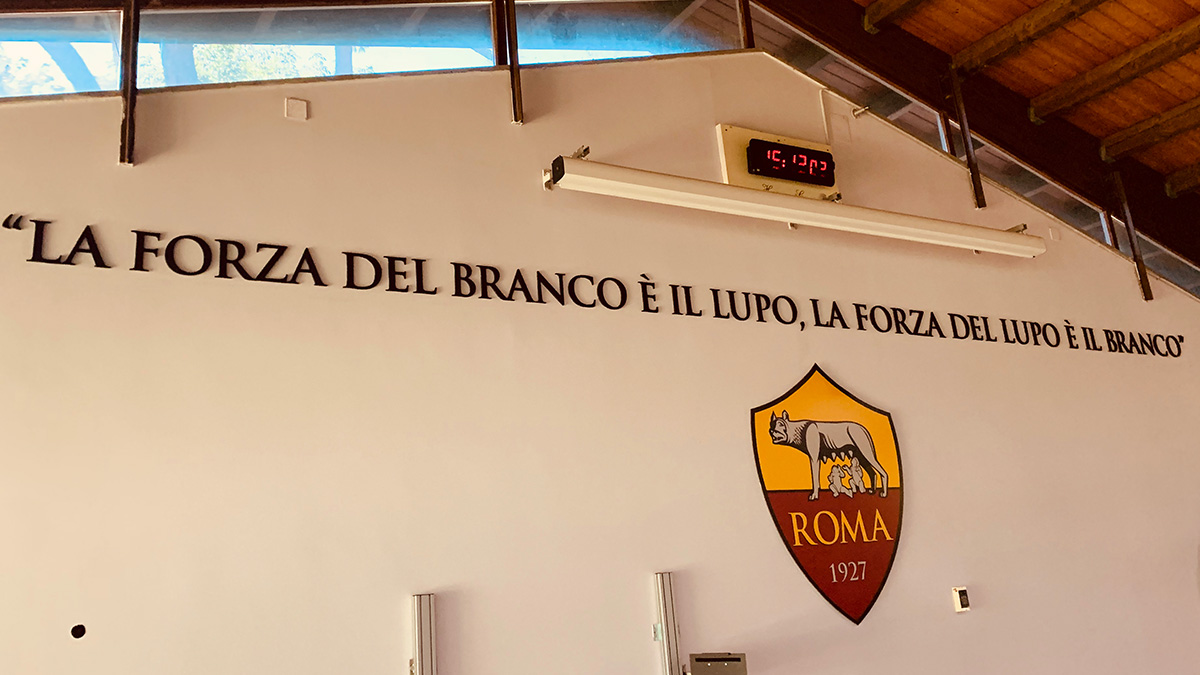 “LA FORZA DEL BRANCO È IL LUPO, LA FORZA DEL LUPO È IL BRANCO”
ROMA
1927